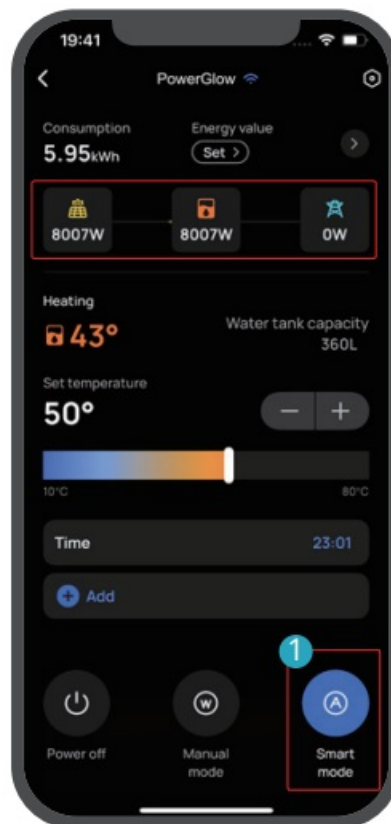 19:41
PowerGlow
Consumption
Energy value
5.95kWh
Set >
8007W
8007W
0W
Heating
43°
Water tank capacity
360L
Set temperature
50°
− +
10°C
80°C
Time
23:01
Add
1
W
A
Power off
Manual
mode
Smart
mode